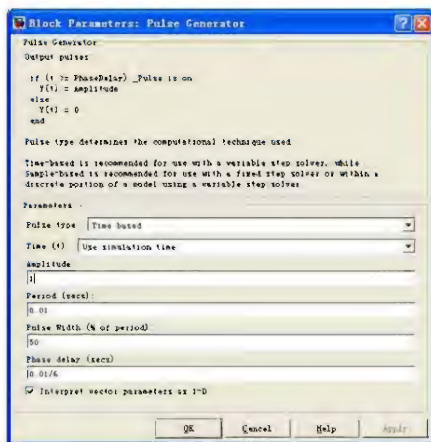 Block Parameters: Pulse Generator
Pulse Generator
Output pulses
if (t >= PhaseDelay) _Pulse is on
Y(t) = Amplitude
else
Y(t) = 0
end
Pulse type determines the computational technique used
Time-based is recommended for use with a variable step solver, while
Sample-based is recommended for use with a fixed step solver or within a
discrete portion of a model using a variable step solver
Parameters
Pulse type Time based
Time (t) Use simulation time
Amplitude
1
Period (secs):
0.01
Pulse Width (% of period)
50
Phase delay (secs)
0.01/6
Interpret vector parameters as 1-D
OK Cancel Help Apply